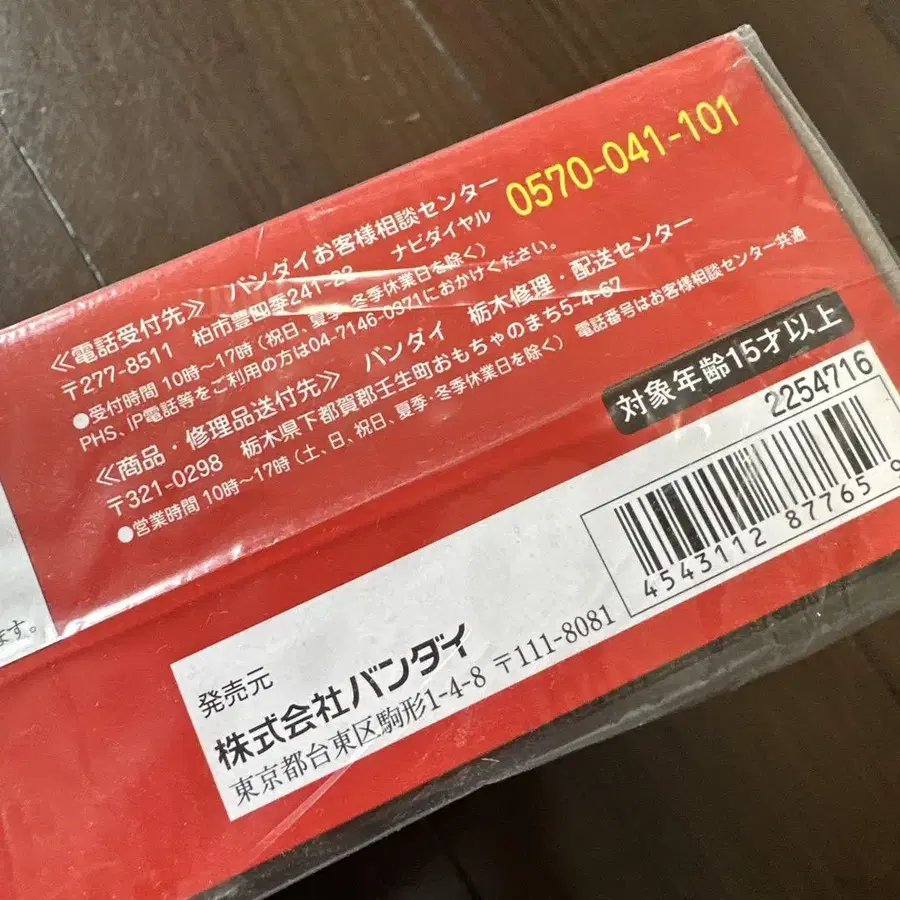 《電話受付先》 バンダイお客様相談センター
〒277-8511 柏市豊四季241-22 ナビダイヤル 0570-041-101
●受付時間 10時～17時（祝日、夏季・冬季休業日を除く）
PHS、IP電話等をご利用の方は04-7146-0371におかけください。
《商品・修理品送付先》 バンダイ 栃木修理・配送センター
〒321-0298 栃木県下都賀郡壬生町おもちゃのまち5-4-67
●営業時間 10時～17時（土、日、祝日、夏季・冬季休業日を除く） 電話番号はお客様相談センター共通
対象年齢15才以上
2254716
4543112 87765
ます。
発売元
株式会社バンダイ
東京都台東区駒形1-4-8 〒111-8081